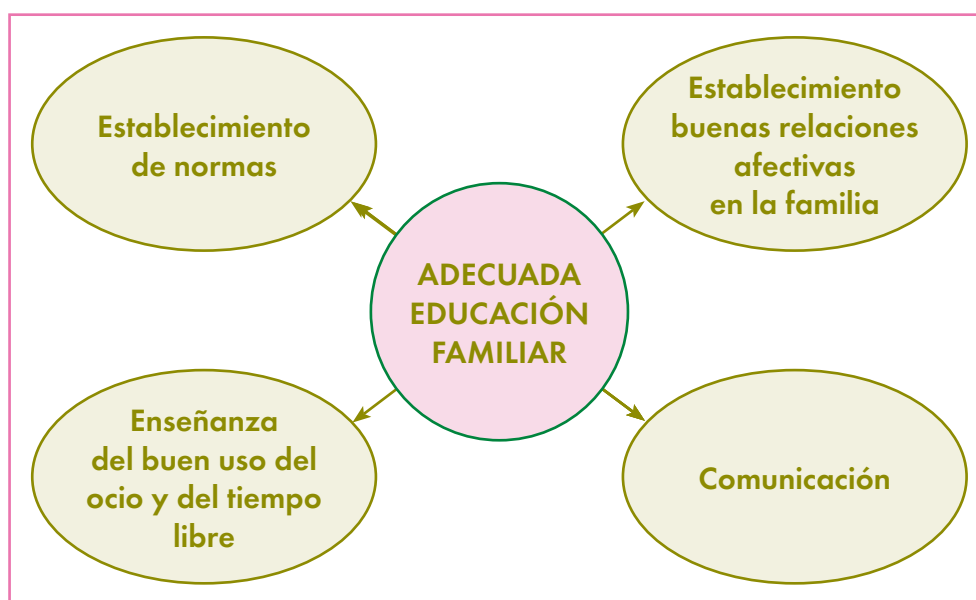 Establecimiento
de normas
Establecimiento
buenas relaciones
afectivas
en la familia
ADECUADA
EDUCACIÓN
FAMILIAR
Enseñanza
del buen uso del
ocio y del tiempo
libre
Comunicación